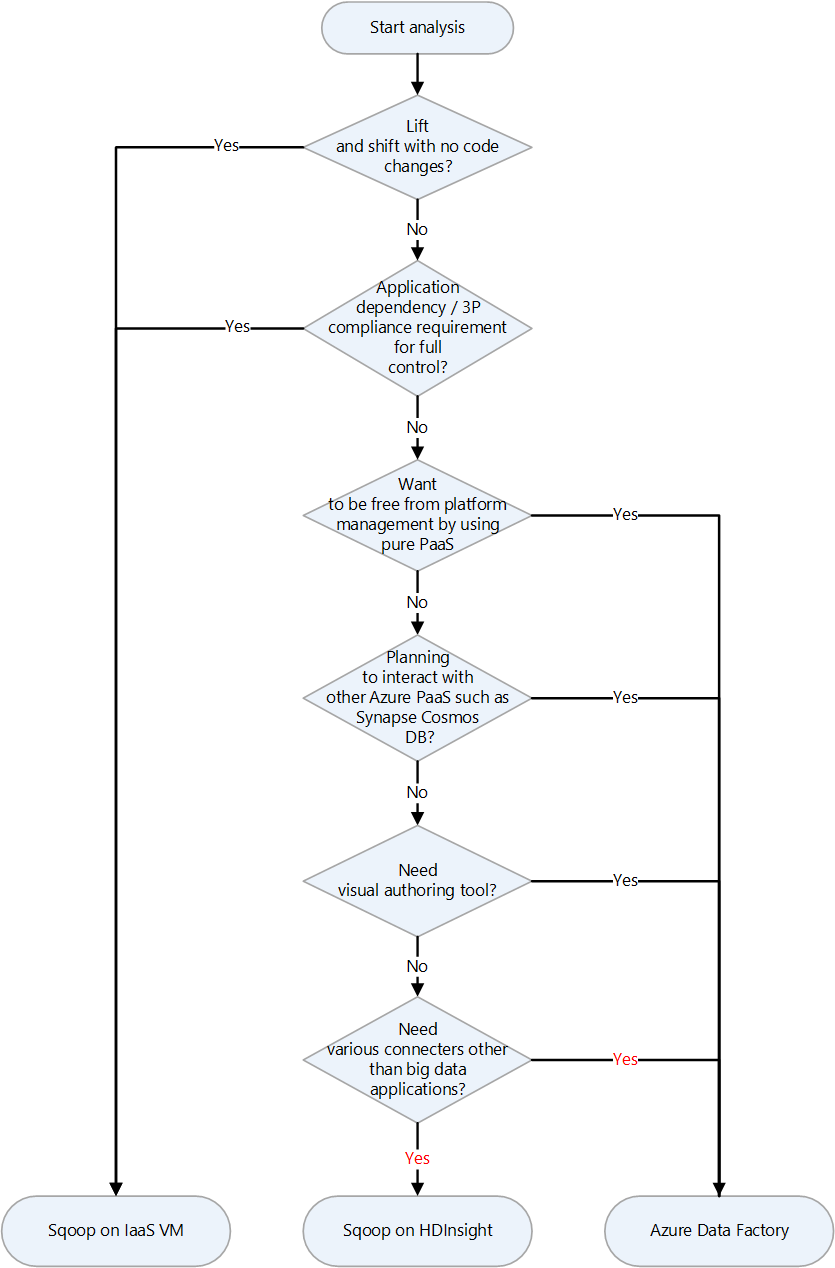 Start analysis
Lift
and shift with no code
changes?
Yes
No
Application
dependency / 3P
compliance requirement
for full
control?
Yes
No
Want
to be free from platform
management by using
pure PaaS
Yes
No
Planning
to interact with
other Azure PaaS such as
Synapse Cosmos
DB?
Yes
No
Need
visual authoring tool?
Yes
No
Need
various connecters other
than big data
applications?
Yes
Yes
Sqoop on IaaS VM
Sqoop on HDInsight
Azure Data Factory